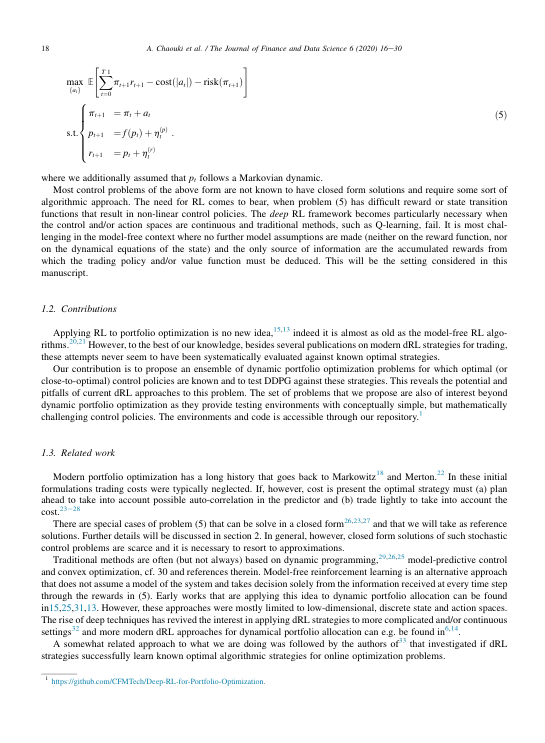 18
A. Chaouki et al. / The Journal of Finance and Data Science 6 (2020) 16–30
max_{a_t} 𝔼[∑_{t=0}^{T 1} π_{t+1} r_{t+1} − cost(|a_t|) − risk(π_{t+1})]
s.t. { π_{t+1} = π_t + a_t
p_{t+1} = f(p_t) + η_t^{(p)} .
r_{t+1} = p_t + η_t^{(r)}
(5)
where we additionally assumed that p_t follows a Markovian dynamic.
Most control problems of the above form are not known to have closed form solutions and require some sort of
algorithmic approach. The need for RL comes to bear, when problem (5) has difficult reward or state transition
functions that result in non-linear control policies. The deep RL framework becomes particularly necessary when
the control and/or action spaces are continuous and traditional methods, such as Q-learning, fail. It is most chal-
lenging in the model-free context where no further model assumptions are made (neither on the reward function, nor
on the dynamical equations of the state) and the only source of information are the accumulated rewards from
which the trading policy and/or value function must be deduced. This will be the setting considered in this
manuscript.
1.2. Contributions
Applying RL to portfolio optimization is no new idea,15,13 indeed it is almost as old as the model-free RL algo-
rithms.20,21 However, to the best of our knowledge, besides several publications on modern dRL strategies for trading,
these attempts never seem to have been systematically evaluated against known optimal strategies.
Our contribution is to propose an ensemble of dynamic portfolio optimization problems for which optimal (or
close-to-optimal) control policies are known and to test DDPG against these strategies. This reveals the potential and
pitfalls of current dRL approaches to this problem. The set of problems that we propose are also of interest beyond
dynamic portfolio optimization as they provide testing environments with conceptually simple, but mathematically
challenging control policies. The environments and code is accessible through our repository.1
1.3. Related work
Modern portfolio optimization has a long history that goes back to Markowitz18 and Merton.22 In these initial
formulations trading costs were typically neglected. If, however, cost is present the optimal strategy must (a) plan
ahead to take into account possible auto-correlation in the predictor and (b) trade lightly to take into account the
cost.23–28
There are special cases of problem (5) that can be solve in a closed form26,23,27 and that we will take as reference
solutions. Further details will be discussed in section 2. In general, however, closed form solutions of such stochastic
control problems are scarce and it is necessary to resort to approximations.
Traditional methods are often (but not always) based on dynamic programming,29,26,25 model-predictive control
and convex optimization, cf. 30 and references therein. Model-free reinforcement learning is an alternative approach
that does not assume a model of the system and takes decision solely from the information received at every time step
through the rewards in (5). Early works that are applying this idea to dynamic portfolio allocation can be found
in15,25,31,13. However, these approaches were mostly limited to low-dimensional, discrete state and action spaces.
The rise of deep techniques has revived the interest in applying dRL strategies to more complicated and/or continuous
settings32 and more modern dRL approaches for dynamical portfolio allocation can e.g. be found in6,14.
A somewhat related approach to what we are doing was followed by the authors of33 that investigated if dRL
strategies successfully learn known optimal algorithmic strategies for online optimization problems.
1 https://github.com/CFMTech/Deep-RL-for-Portfolio-Optimization.